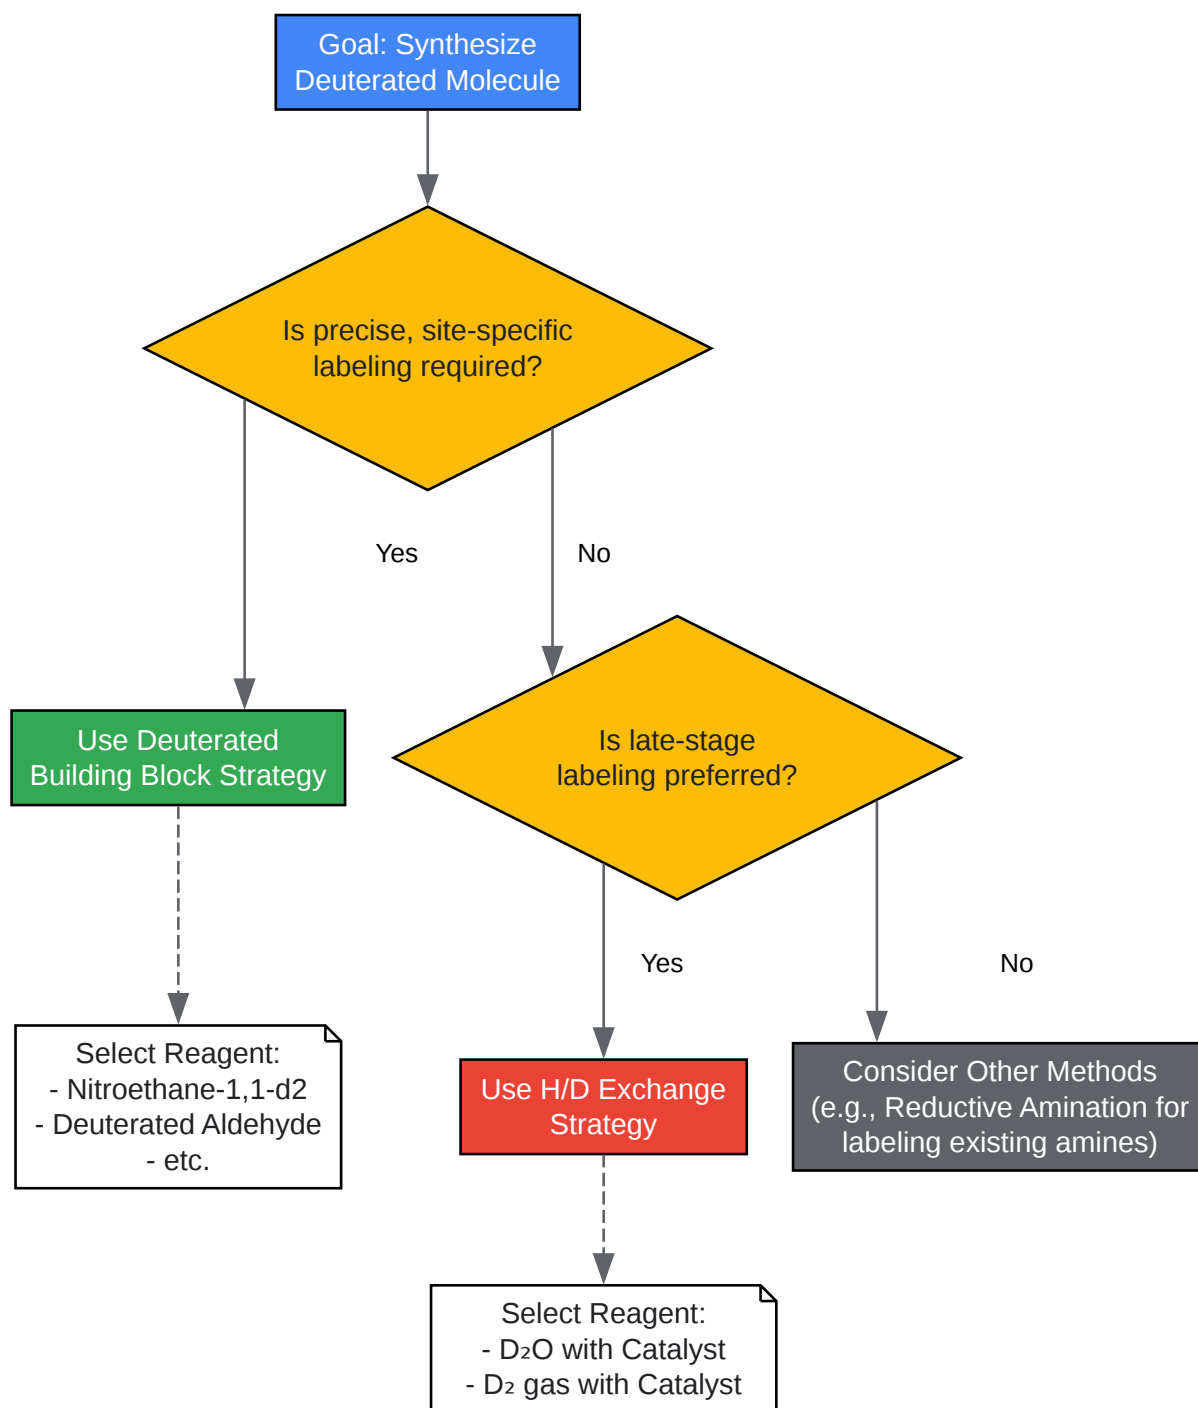 Goal: Synthesize
Deuterated Molecule
Is precise, site-specific
labeling required?
Yes
No
Use Deuterated
Building Block Strategy
Is late-stage
labeling preferred?
Yes
No
Select Reagent:
- Nitroethane-1,1-d2
- Deuterated Aldehyde
- etc.
Use H/D Exchange
Strategy
Consider Other Methods
(e.g., Reductive Amination for
labeling existing amines)
Select Reagent:
- D₂O with Catalyst
- D₂ gas with Catalyst